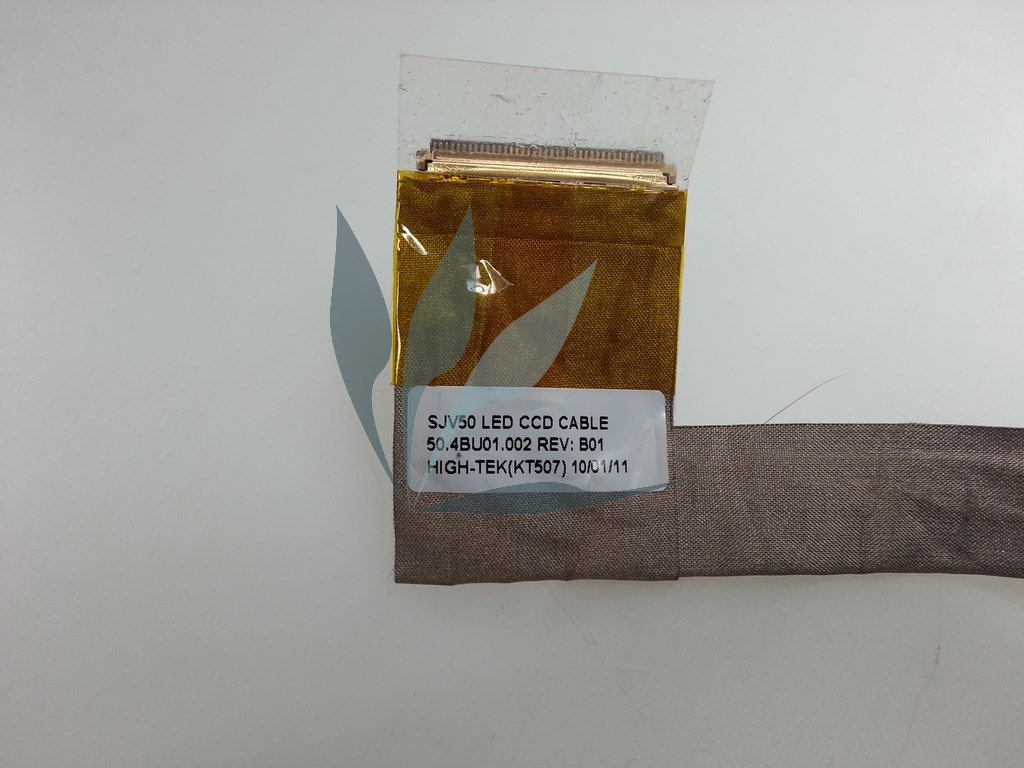 SJV50 LED CCD CABLE
50.4BU01.002 REV: B01
HIGH-TEK(KT507) 10/01/11